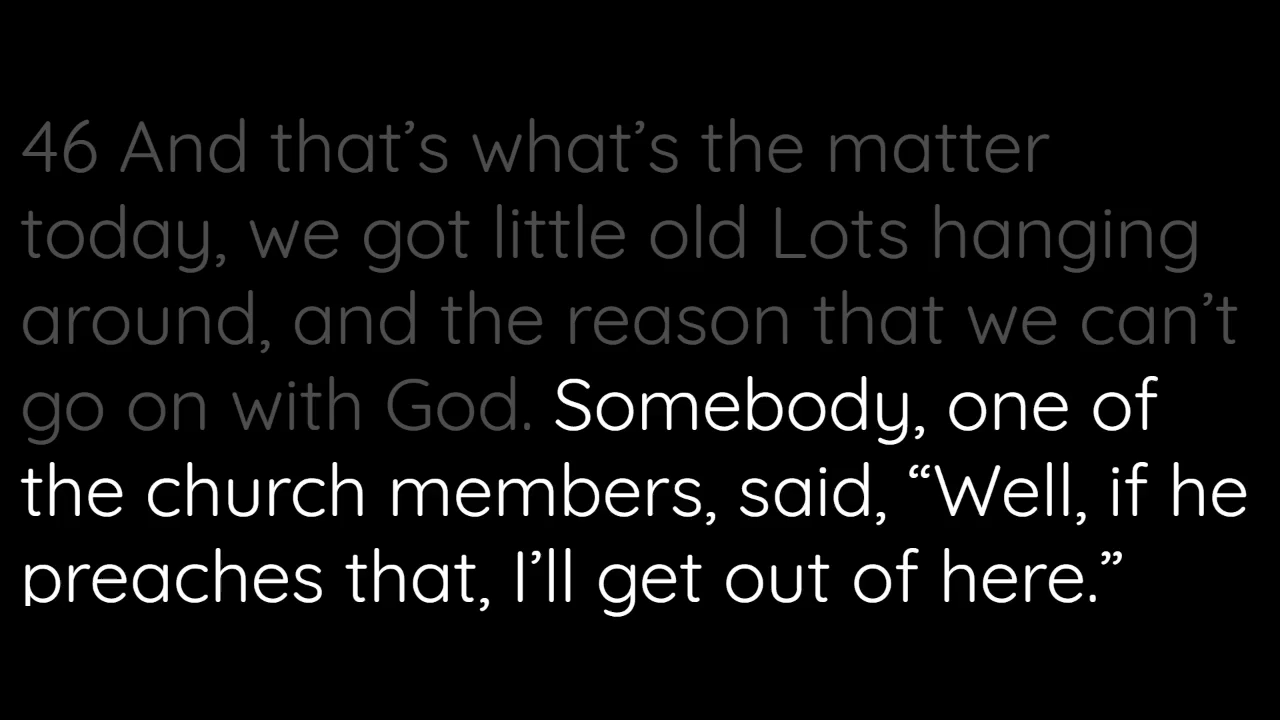 46 And that’s what’s the matter
today, we got little old Lots hanging
around, and the reason that we can’t
go on with God. Somebody, one of
the church members, said, “Well, if he
preaches that, I’ll get out of here.”